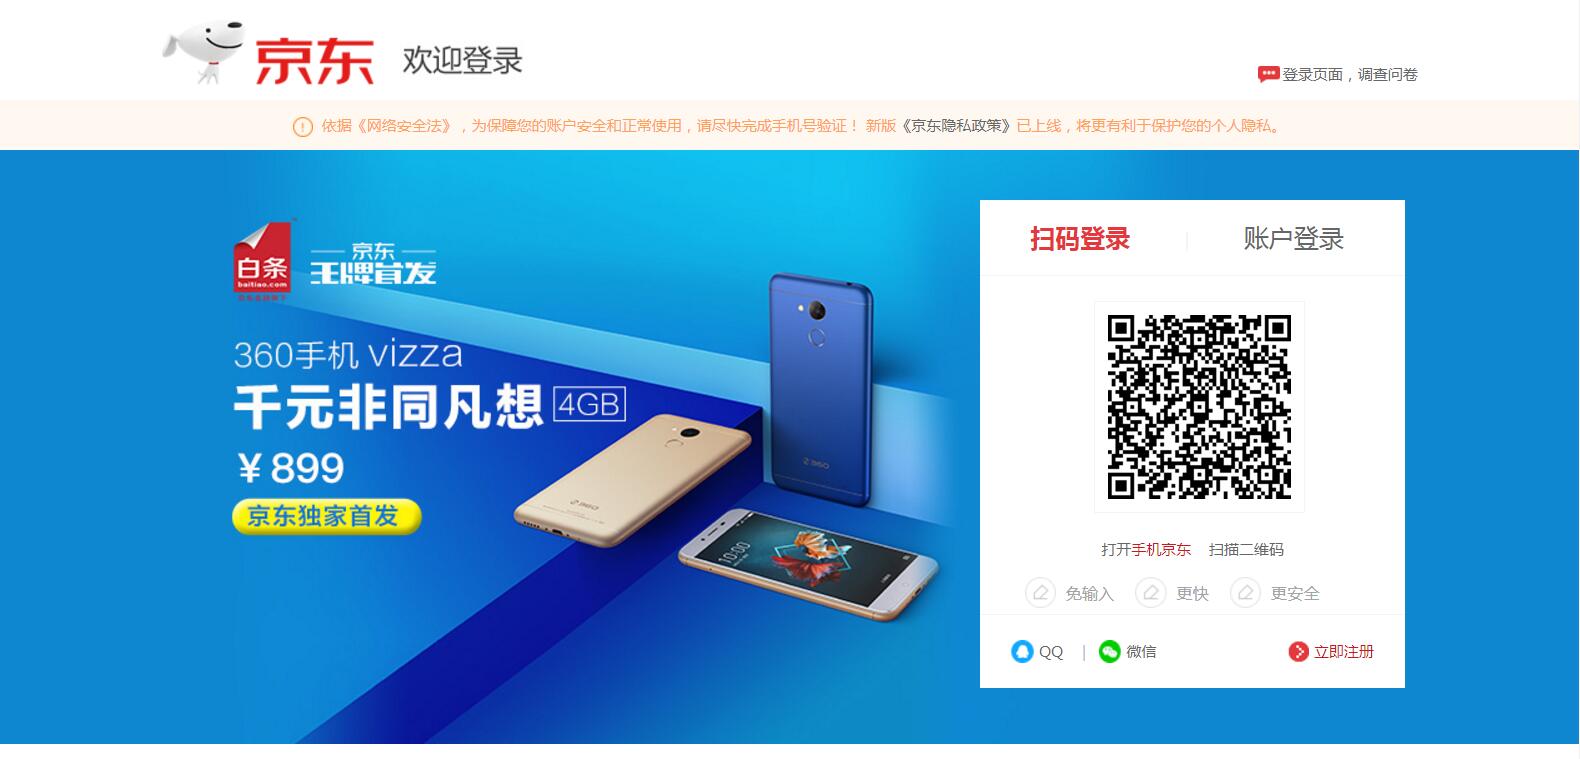 京东 欢迎登录
登录页面，调查问卷
依据《网络安全法》，为保障您的账户安全和正常使用，请尽快完成手机号验证！ 新版《京东隐私政策》已上线，将更有利于保护您的个人隐私。
白条
baitiao.com
京东
王牌首发
360手机 vizza
千元非同凡想 4GB
￥899
京东独家首发
360
360
10:00
扫码登录 账户登录
打开手机京东 扫描二维码
免输入 更快 更安全
QQ | 微信 立即注册